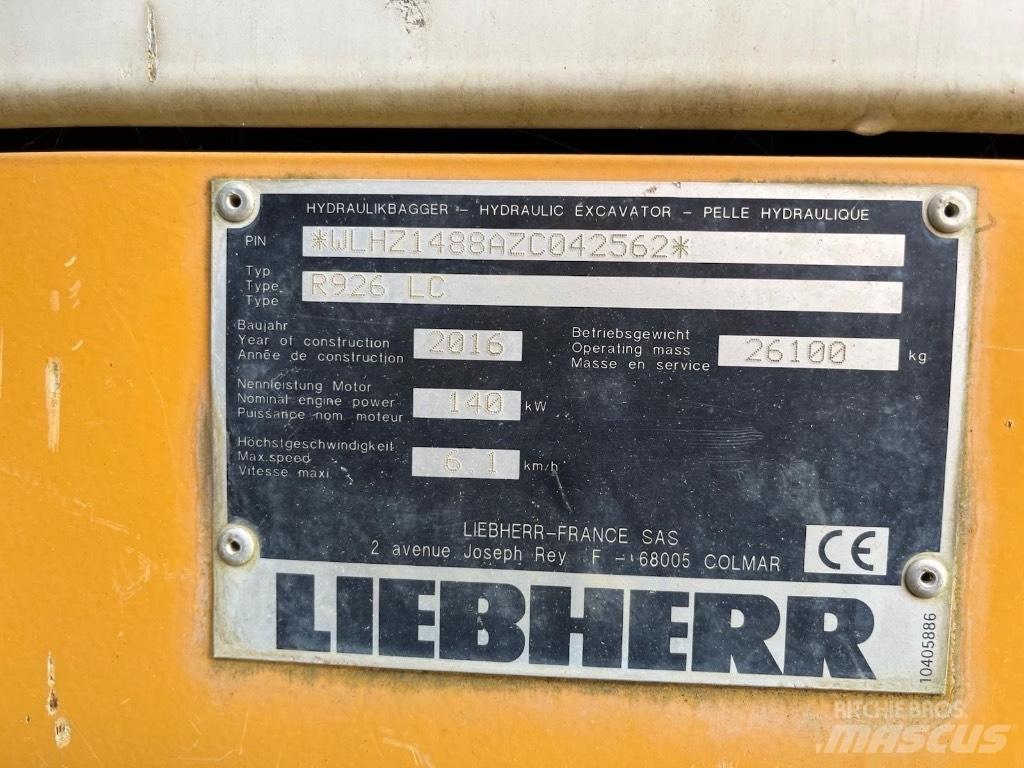 HYDRAULIKBAGGER – HYDRAULIC EXCAVATOR – PELLE HYDRAULIQUE
PIN *WLHZ1488AZC042562*
Typ
Type
Type
R926 LC
Baujahr
Year of construction
Année de construction
2016
Betriebsgewicht
Operating mass
Masse en service
26100 kg
Nennleistung Motor
Nominal engine power
Puissance nom moteur
140 kW
Höchstgeschwindigkeit
Max.speed
Vitesse maxi.
6.1 km/h
LIEBHERR-FRANCE SAS
2 avenue Joseph Rey F – 68005 COLMAR
CE
LIEBHERR
10405886
RITCHIE BROS.
MASCUS